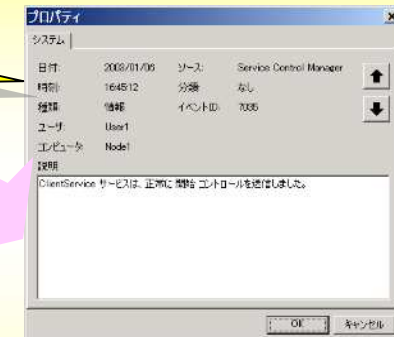 プロパティ
システム
日付: 2003/01/06 ソース: Service Control Manager
時刻: 16:45:12 分類: なし
種類: 情報 イベントID: 7035
ユーザ: User1
コンピュータ: Node1
説明
ClientService サービスは、正常に 開始 コントロールを送信しました。
OK キャンセル